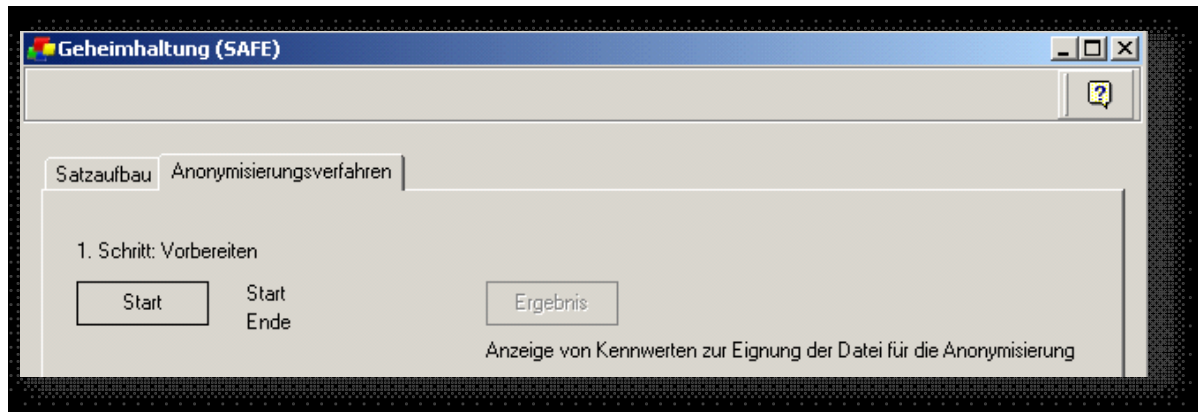 Geheimhaltung (SAFE)
Satzaufbau Anonymisierungsverfahren
1. Schritt: Vorbereiten
Start Start Ergebnis
Ende
Anzeige von Kennwerten zur Eignung der Datei für die Anonymisierung